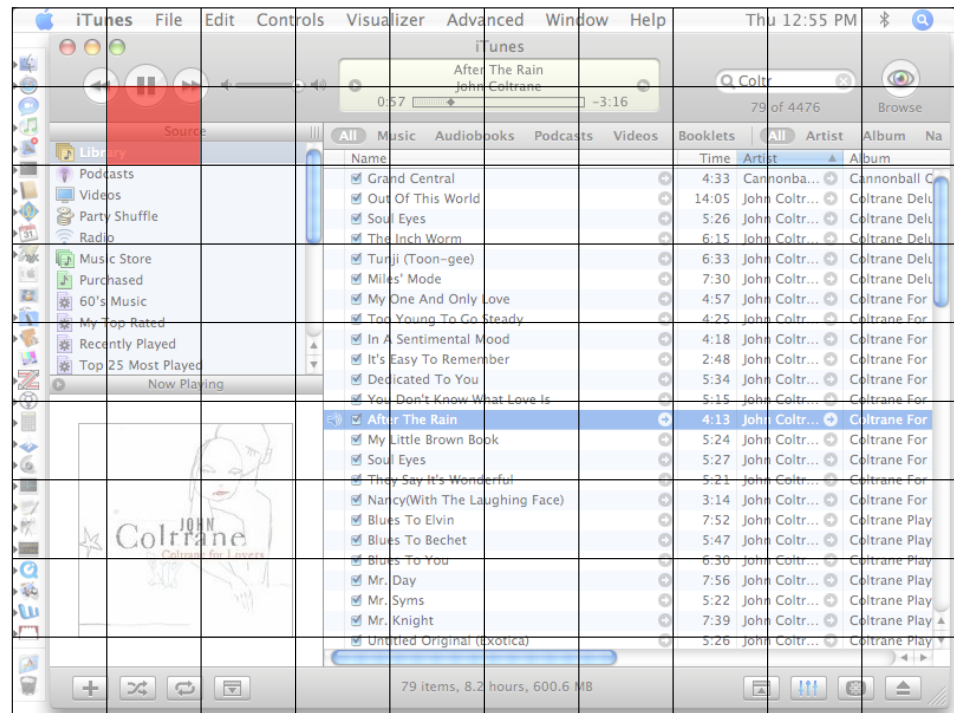 iTunes File Edit Controls Visualizer Advanced Window Help Thu 12:55 PM
iTunes
After The Rain
John Coltrane
0:57 -3:16
Coltr
79 of 4476
Browse
Source
Library
Podcasts
Videos
Party Shuffle
Radio
Music Store
Purchased
60's Music
My Top Rated
Recently Played
Top 25 Most Played
Now Playing
JOHN
Coltrane
Coltrane for Lovers
All Music Audiobooks Podcasts Videos Booklets All Artist Album Na
Name Time Artist Album
Grand Central 4:33 Cannonba... Cannonball C
Out Of This World 14:05 John Coltr... Coltrane Delu
Soul Eyes 5:26 John Coltr... Coltrane Delu
The Inch Worm 6:15 John Coltr... Coltrane Delu
Tunji (Toon-gee) 6:33 John Coltr... Coltrane Delu
Miles' Mode 7:30 John Coltr... Coltrane Delu
My One And Only Love 4:57 John Coltr... Coltrane For
Too Young To Go Steady 4:25 John Coltr... Coltrane For
In A Sentimental Mood 4:18 John Coltr... Coltrane For
It's Easy To Remember 2:48 John Coltr... Coltrane For
Dedicated To You 5:34 John Coltr... Coltrane For
You Don't Know What Love Is 5:15 John Coltr... Coltrane For
After The Rain 4:13 John Coltr... Coltrane For
My Little Brown Book 5:24 John Coltr... Coltrane For
Soul Eyes 5:27 John Coltr... Coltrane For
They Say It's Wonderful 5:21 John Coltr... Coltrane For
Nancy(With The Laughing Face) 3:14 John Coltr... Coltrane For
Blues To Elvin 7:52 John Coltr... Coltrane Play
Blues To Bechet 5:47 John Coltr... Coltrane Play
Blues To You 6:30 John Coltr... Coltrane Play
Mr. Day 7:56 John Coltr... Coltrane Play
Mr. Syms 5:22 John Coltr... Coltrane Play
Mr. Knight 7:39 John Coltr... Coltrane Play
Untitled Original (Exotica) 5:26 John Coltr... Coltrane Play
79 items, 8.2 hours, 600.6 MB